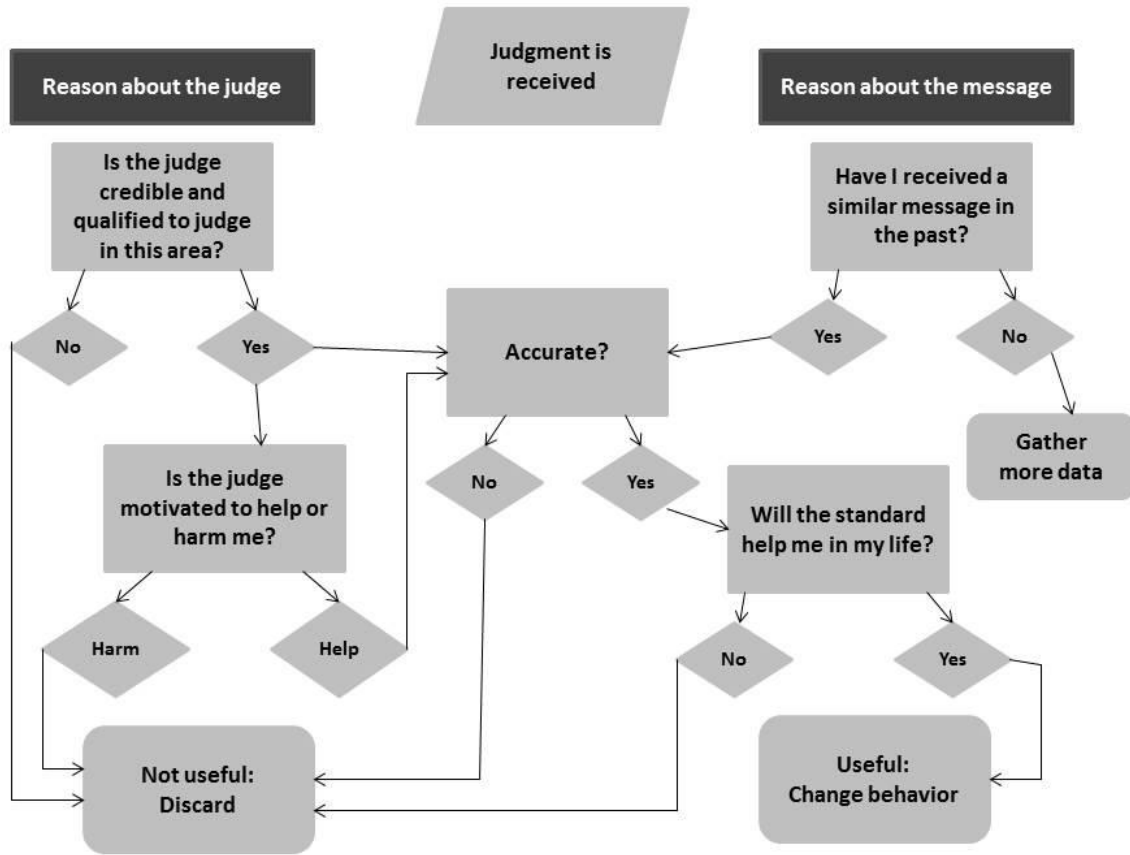 Judgment is
received
Reason about the judge
Reason about the message
Is the judge
credible and
qualified to judge
in this area?
Have I received a
similar message in
the past?
No
Yes
Accurate?
Yes
No
Gather
more data
Is the judge
motivated to help or
harm me?
No
Yes
Will the standard
help me in my life?
Harm
Help
No
Yes
Not useful:
Discard
Useful:
Change behavior